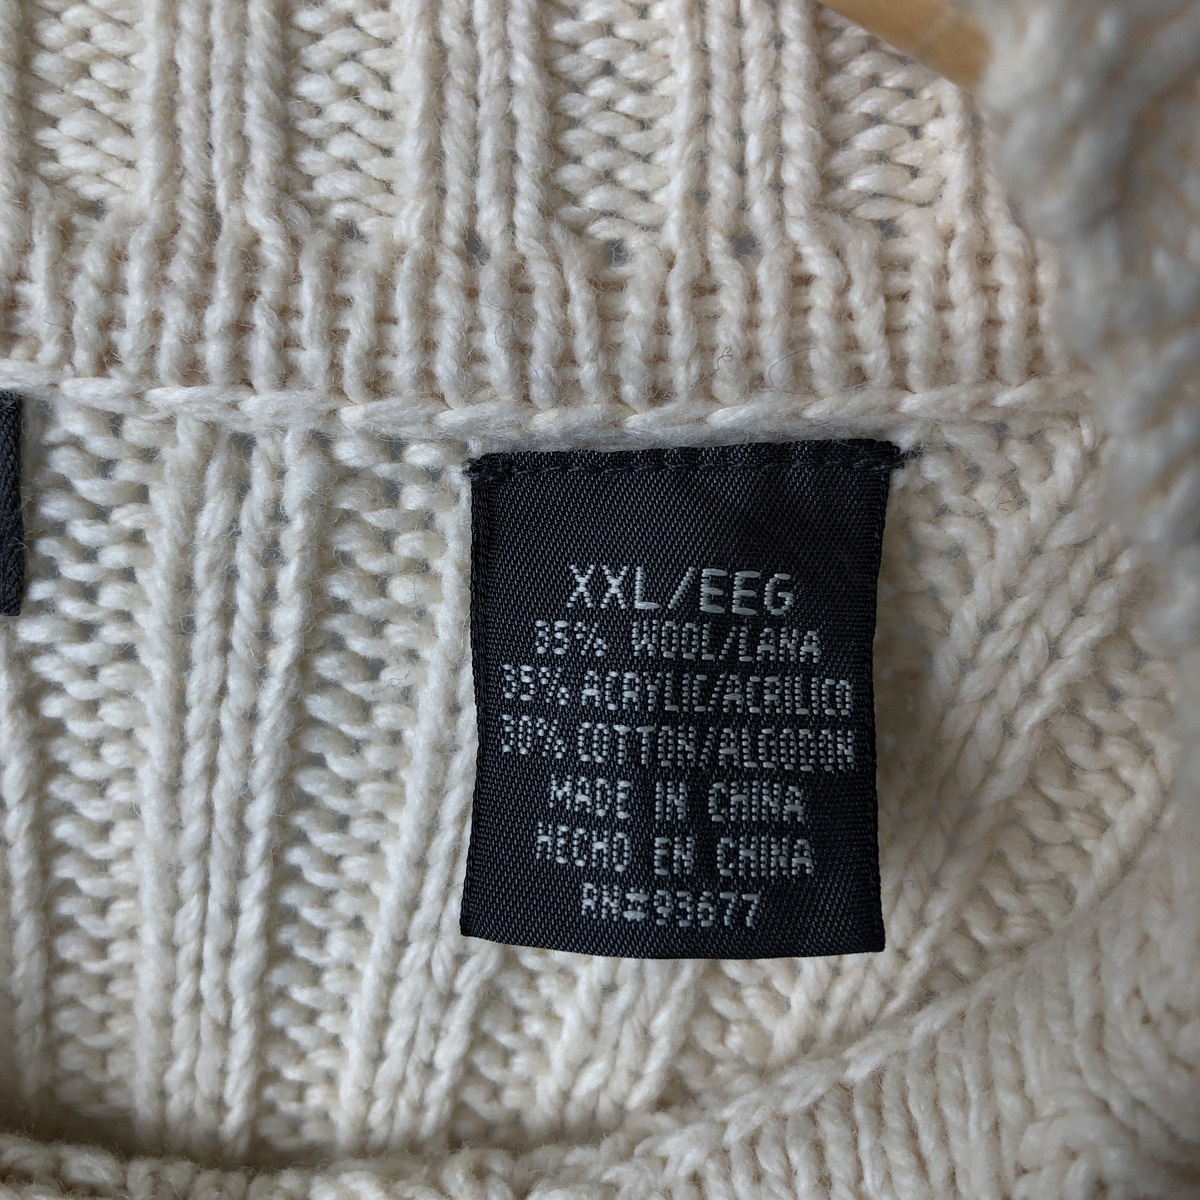 XXL/EEG
35% WOOL/LANA
35% ACRYLIC/ACRILICO
30% COTTON/ALGODON
MADE IN CHINA
HECHO EN CHINA
RN#93677